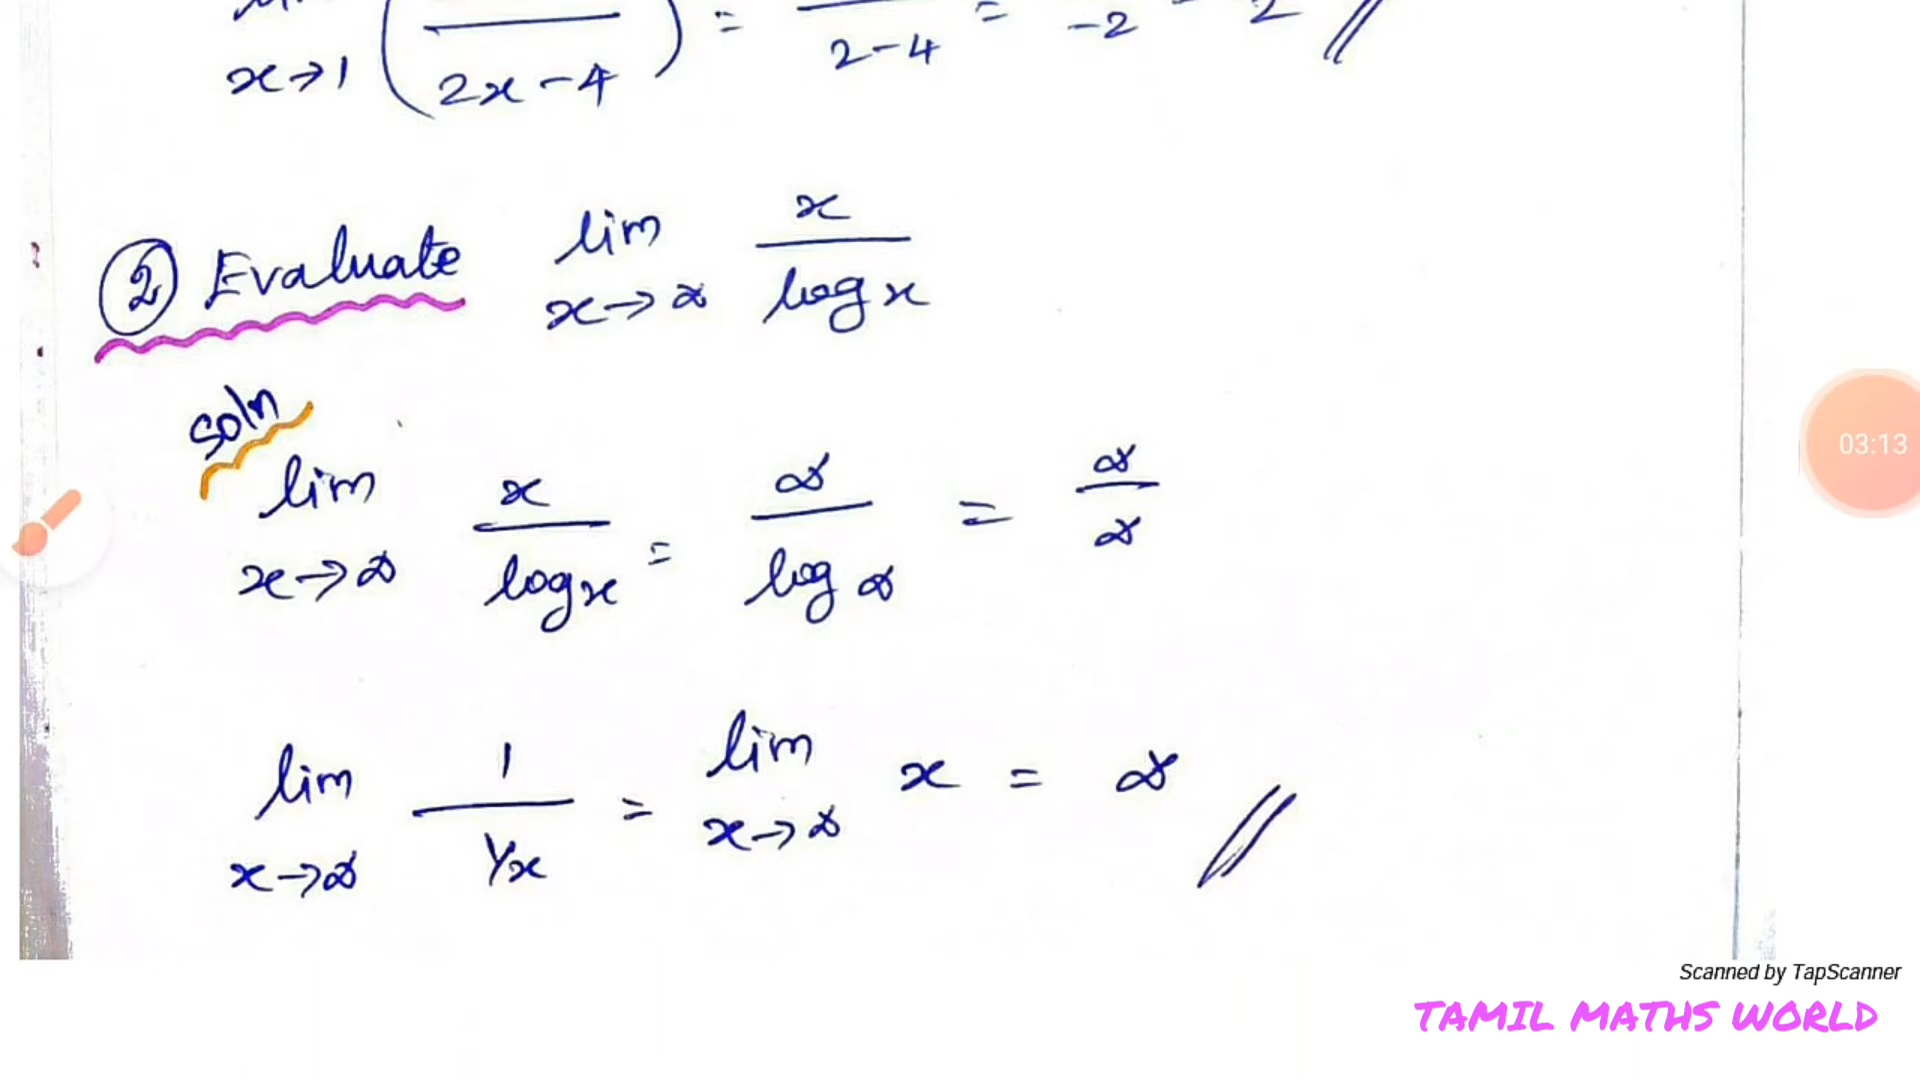 x→1 ( / 2x-4 ) = / 2-4 = / -2 2 //
② Evaluate lim x→∞ x / log x
soln
lim x→∞ x / log x = ∞ / log ∞ = ∞ / ∞
03:13
lim x→∞ 1 / 1/x = lim x→∞ x = ∞ //
Scanned by TapScanner
TAMIL MATHS WORLD